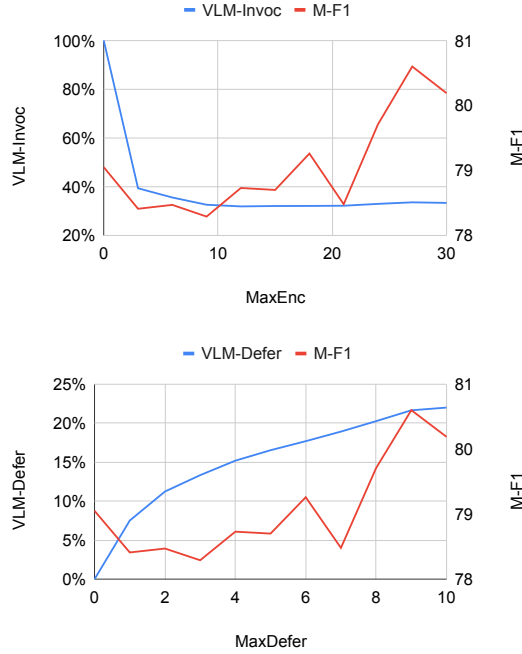 VLM-Invoc M-F1
100% 81
80% 80
60% 79
40%
20% 78
VLM-Invoc
M-F1
0 10 20 30
MaxEnc
VLM-Defer M-F1
25% 81
20% 80
15%
10% 79
5%
0% 78
VLM-Defer
M-F1
0 2 4 6 8 10
MaxDefer